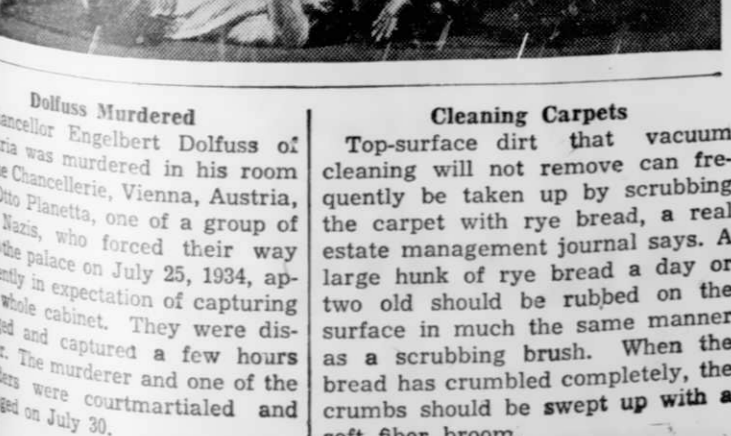 Dolfuss Murdered
ancellor Engelbert Dolfuss of
ria was murdered in his room
e Chancellerie, Vienna, Austria,
Otto Planetta, one of a group of
Nazis, who forced their way
the palace on July 25, 1934, ap-
ently in expectation of capturing
whole cabinet. They were dis-
ed and captured a few hours
r. The murderer and one of the
ders were courtmartialed and
ged on July 30.
Cleaning Carpets
Top-surface dirt that vacuum
cleaning will not remove can fre-
quently be taken up by scrubbing
the carpet with rye bread, a real
estate management journal says. A
large hunk of rye bread a day or
two old should be rubbed on the
surface in much the same manner
as a scrubbing brush. When the
bread has crumbled completely, the
crumbs should be swept up with a
soft fiber broom